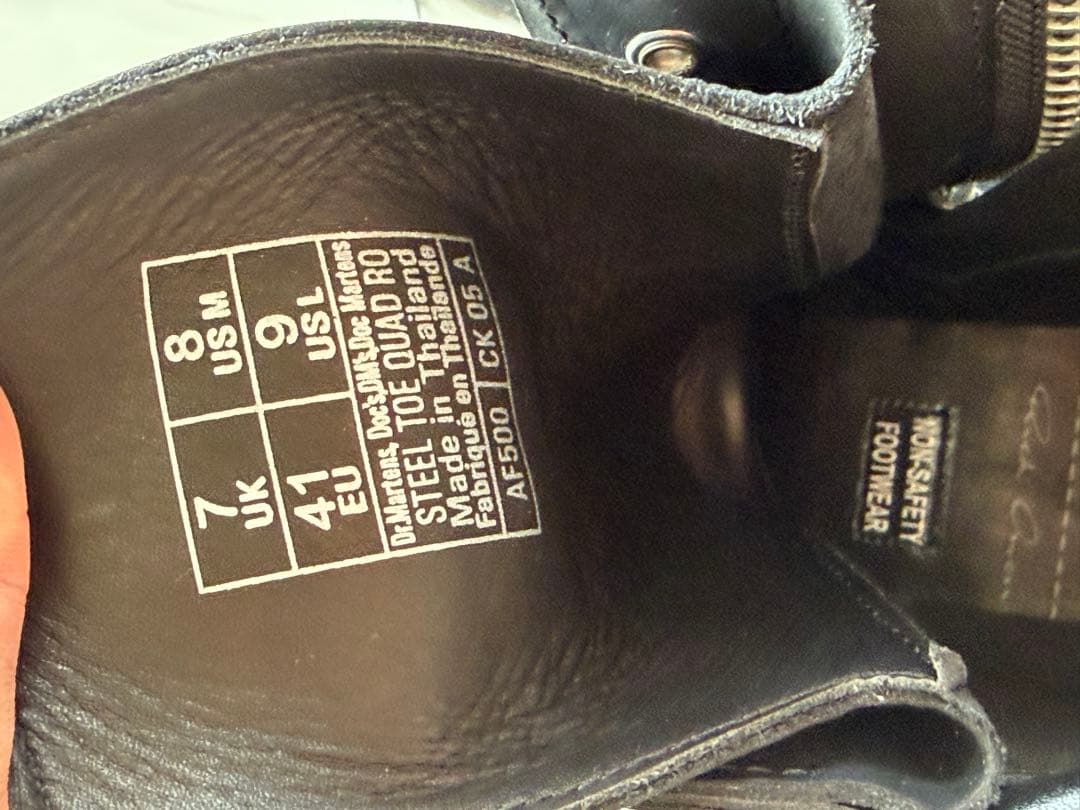 7
UK
8
US M
41
EU
9
US L
Dr.Martens, Doc's,DM's,Doc Martens
STEEL TOE QUAD RO
Made in Thailand
Fabriqué en Thaïlande
AF500 | CK 05 A
NON-SAFETY
FOOTWEAR